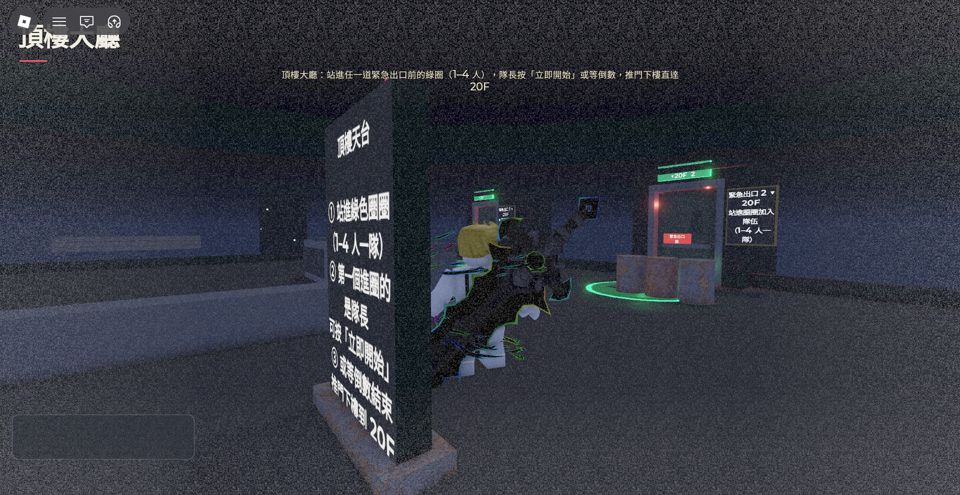 頂樓大廳
頂樓大廳：站進任一道緊急出口前的綠圈（1–4 人），隊長按「立即開始」或等倒數，推門下樓直達
20F
頂樓天台
① 站進綠色圈圈
（1–4 人一隊）
② 第一個進圈的
是隊長
可按「立即開始」
③ 或等倒數結束
推門下樓到 20F
20F 2
緊急出口 2
20F
站進圈圈加入
隊伍
（1–4 人一
隊）